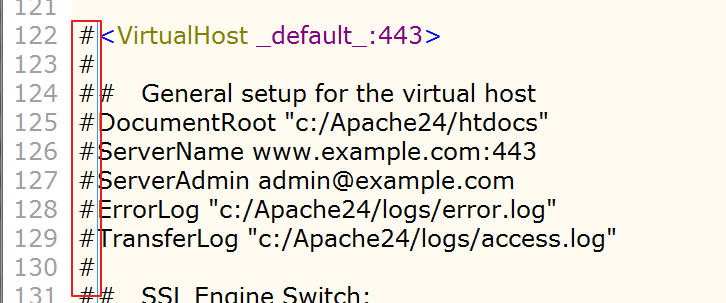 121
122 #<VirtualHost _default_:443>
123 #
124 ##   General setup for the virtual host
125 #DocumentRoot "c:/Apache24/htdocs"
126 #ServerName www.example.com:443
127 #ServerAdmin admin@example.com
128 #ErrorLog "c:/Apache24/logs/error.log"
129 #TransferLog "c:/Apache24/logs/access.log"
130 #
131 ##   SSL Engine Switch: